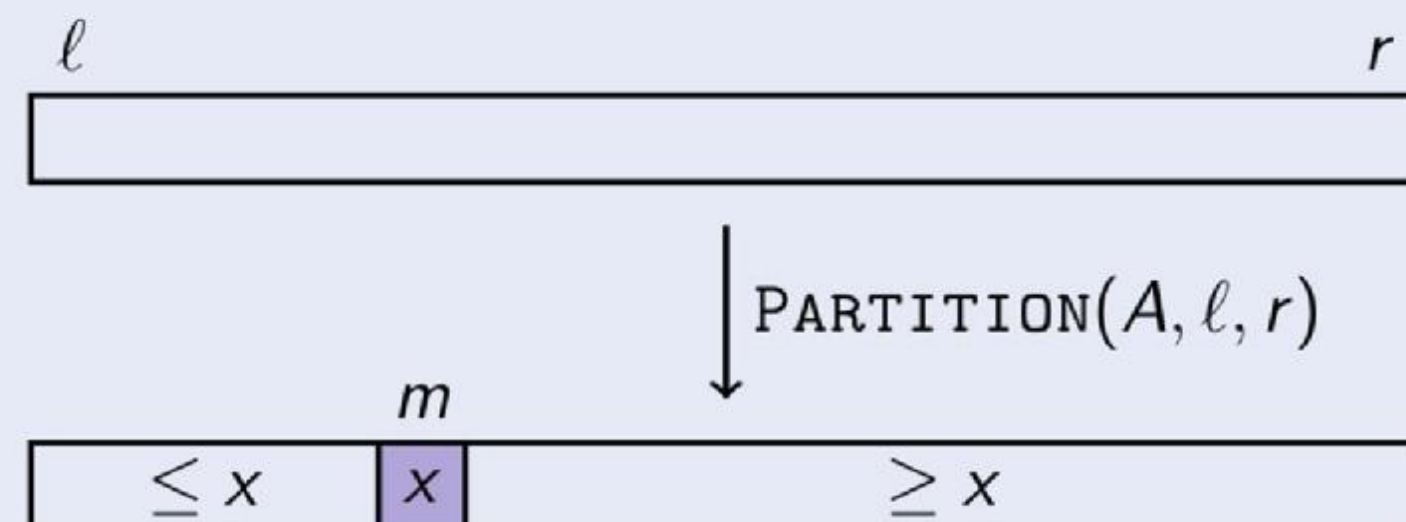 ℓ r
PARTITION(A, ℓ, r)
m
≤ x x ≥ x